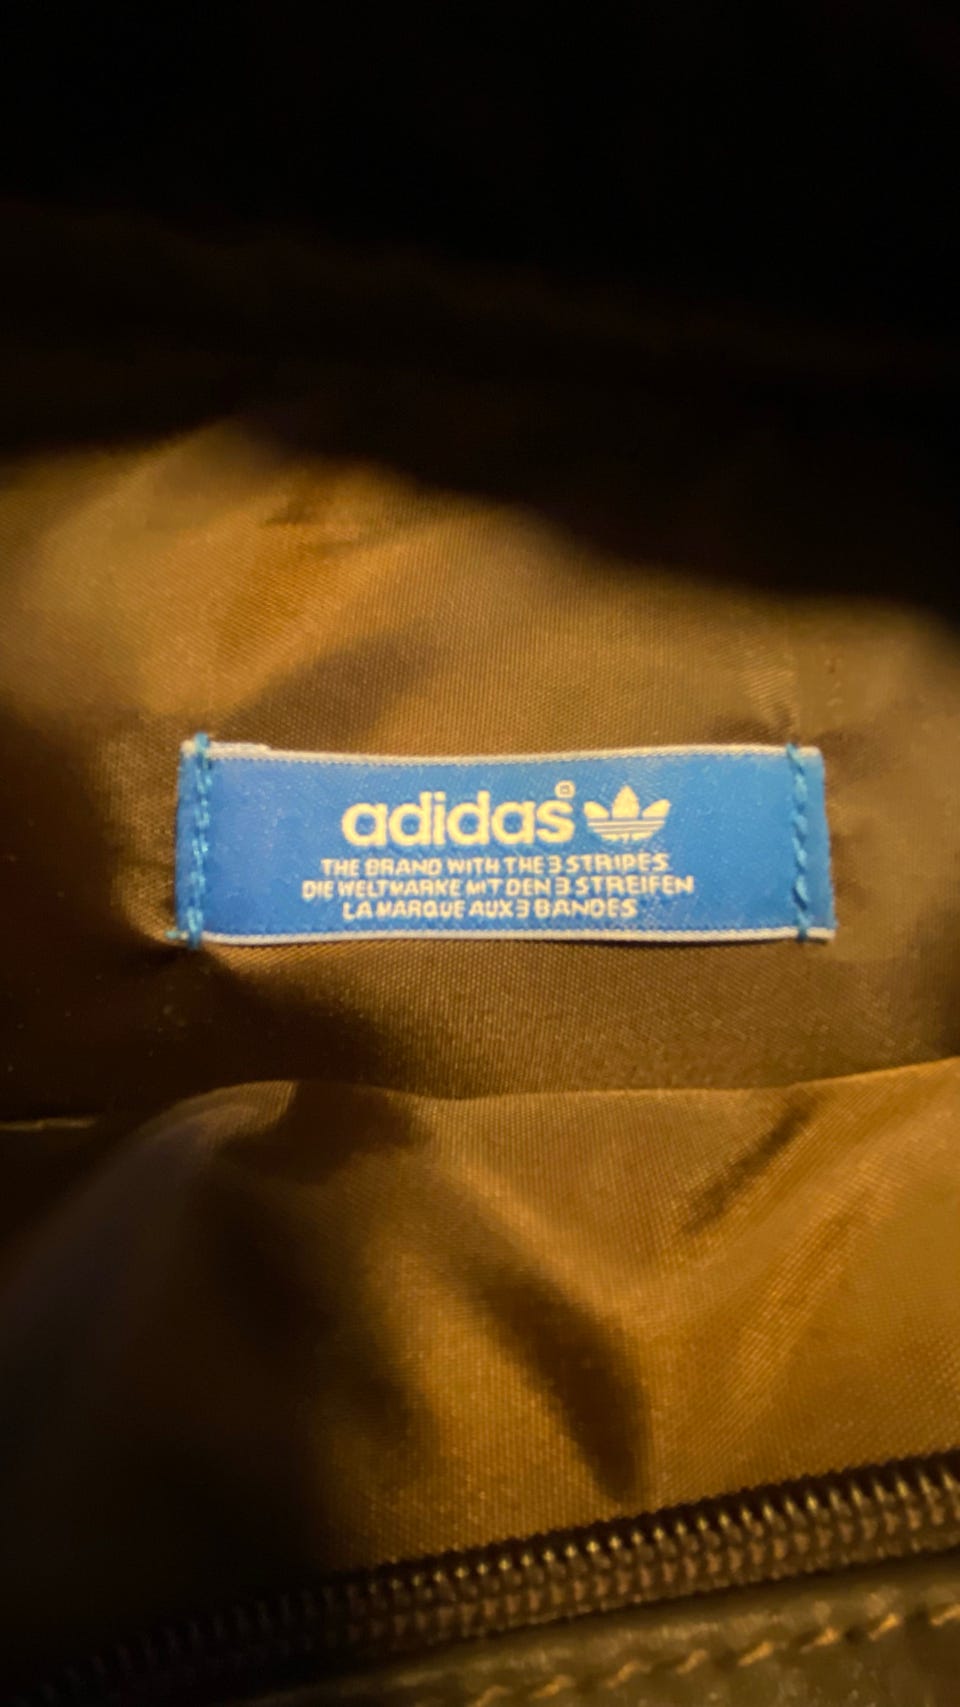 adidas®
THE BRAND WITH THE 3 STRIPES
DIE WELTMARKE MIT DEN 3 STREIFEN
LA MARQUE AUX 3 BANDES